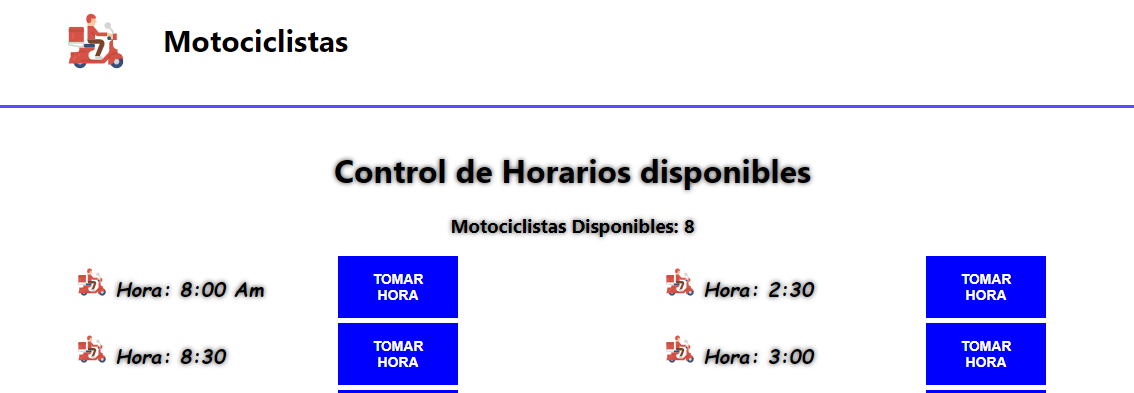 Motociclistas
Control de Horarios disponibles
Motociclistas Disponibles: 8
Hora: 8:00 Am
TOMAR
HORA
Hora: 2:30
TOMAR
HORA
Hora: 8:30
TOMAR
HORA
Hora: 3:00
TOMAR
HORA